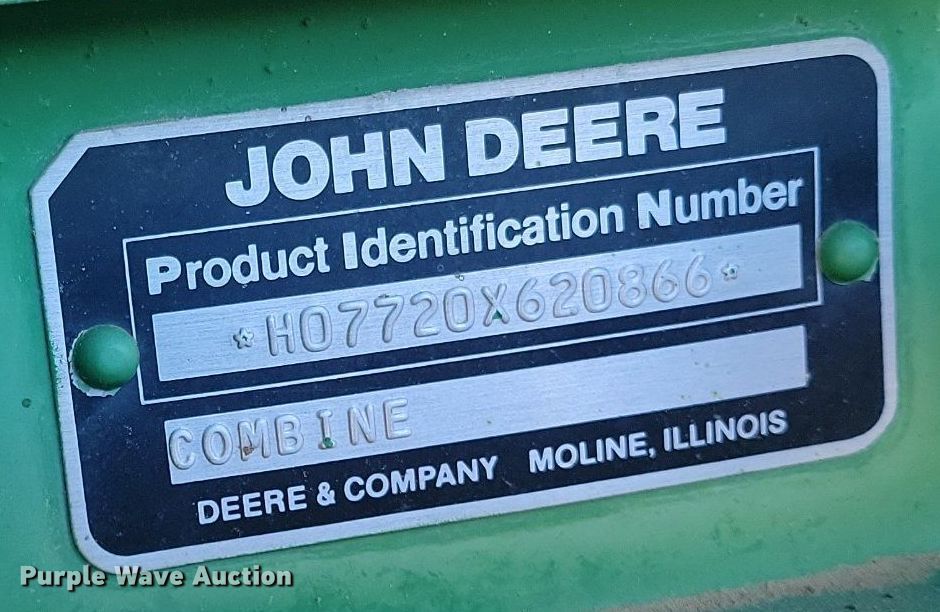 JOHN DEERE
Product Identification Number
*H07720X620866*
COMBINE
DEERE & COMPANY MOLINE, ILLINOIS
Purple Wave Auction